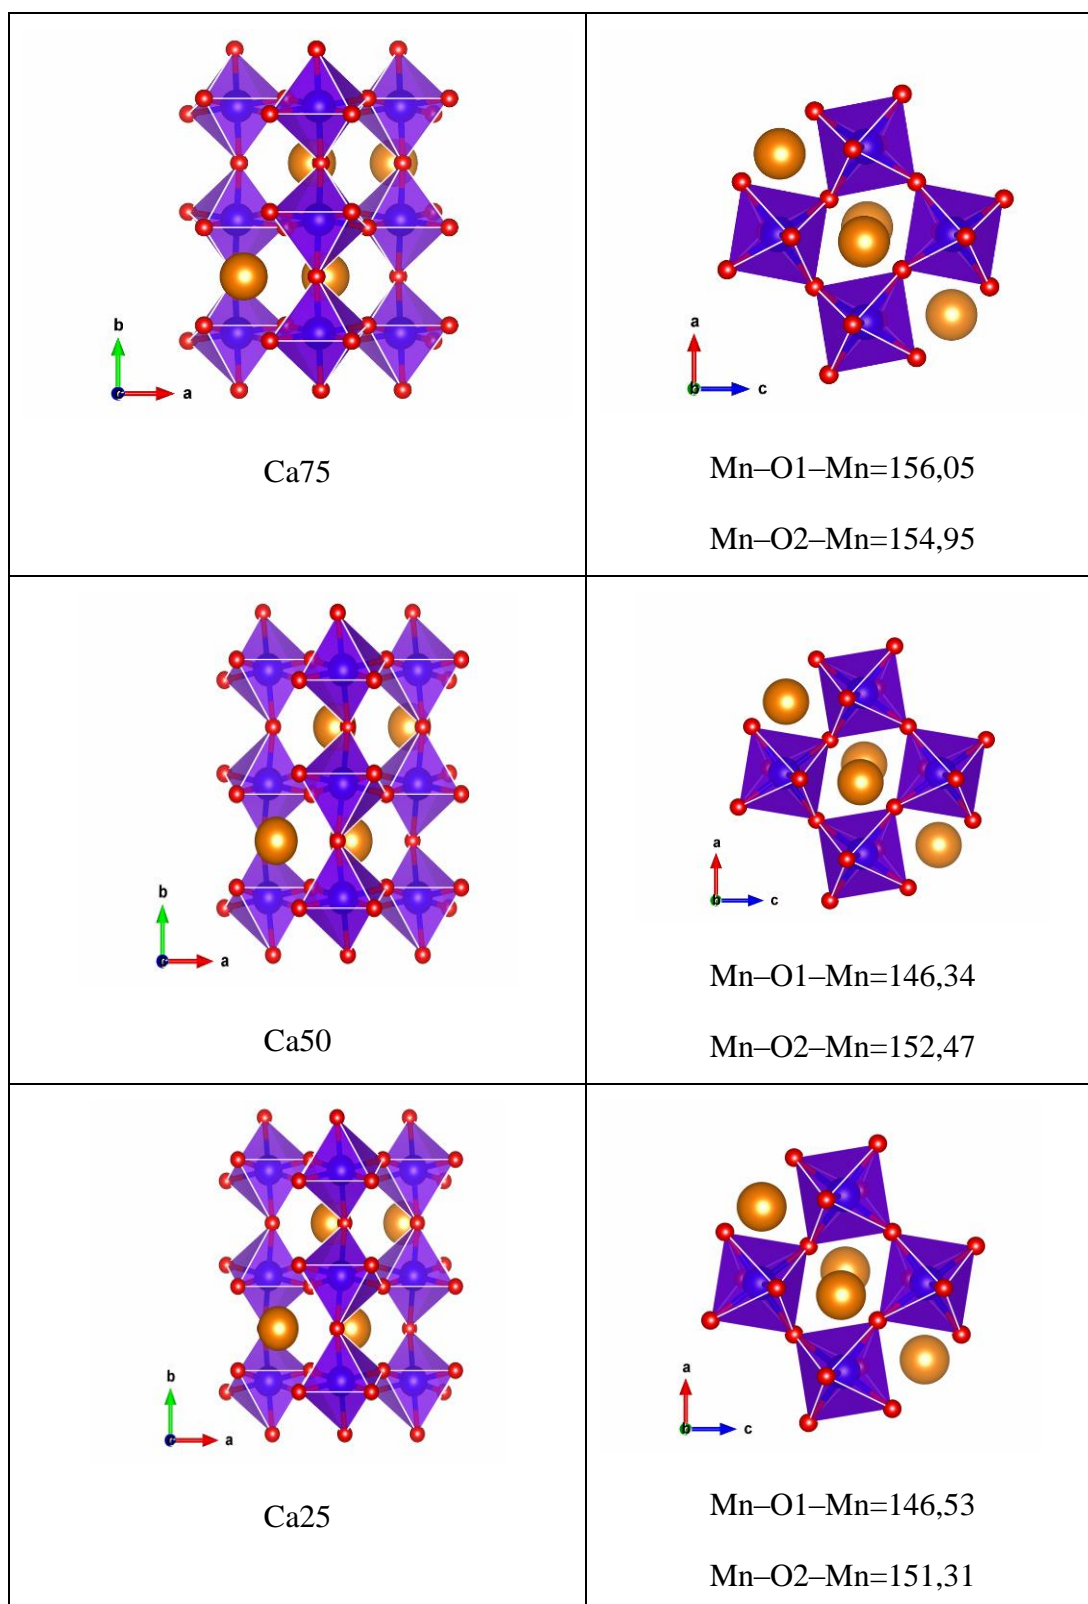 b
a
a
b
c
Ca75
Mn–O1–Mn=156,05
Mn–O2–Mn=154,95
b
a
a
b
c
Ca50
Mn–O1–Mn=146,34
Mn–O2–Mn=152,47
b
a
a
b
c
Ca25
Mn–O1–Mn=146,53
Mn–O2–Mn=151,31